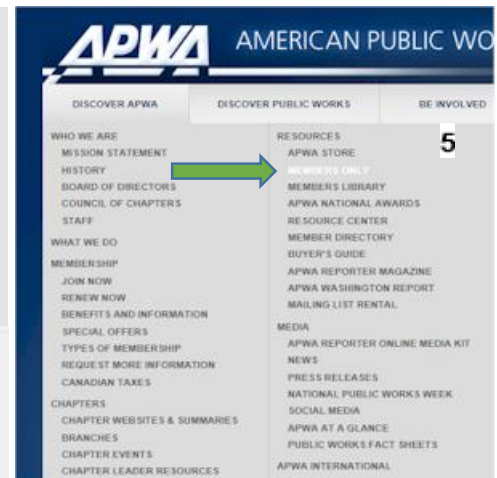 APWA AMERICAN PUBLIC WO
DISCOVER APWA DISCOVER PUBLIC WORKS BE INVOLVED
WHO WE ARE
MISSION STATEMENT
HISTORY
BOARD OF DIRECTORS
COUNCIL OF CHAPTERS
STAFF
WHAT WE DO
MEMBERSHIP
JOIN NOW
RENEW NOW
BENEFITS AND INFORMATION
SPECIAL OFFERS
TYPES OF MEMBERSHIP
REQUEST MORE INFORMATION
CANADIAN TAXES
CHAPTERS
CHAPTER WEBSITES & SUMMARIES
BRANCHES
CHAPTER EVENTS
CHAPTER LEADER RESOURCES
RESOURCES
APWA STORE
MEMBERS ONLY
MEMBERS LIBRARY
APWA NATIONAL AWARDS
RESOURCE CENTER
MEMBER DIRECTORY
BUYER'S GUIDE
APWA REPORTER MAGAZINE
APWA WASHINGTON REPORT
MAILING LIST RENTAL
MEDIA
APWA REPORTER ONLINE MEDIA KIT
NEWS
PRESS RELEASES
NATIONAL PUBLIC WORKS WEEK
SOCIAL MEDIA
APWA AT A GLANCE
PUBLIC WORKS FACT SHEETS
APWA INTERNATIONAL
5